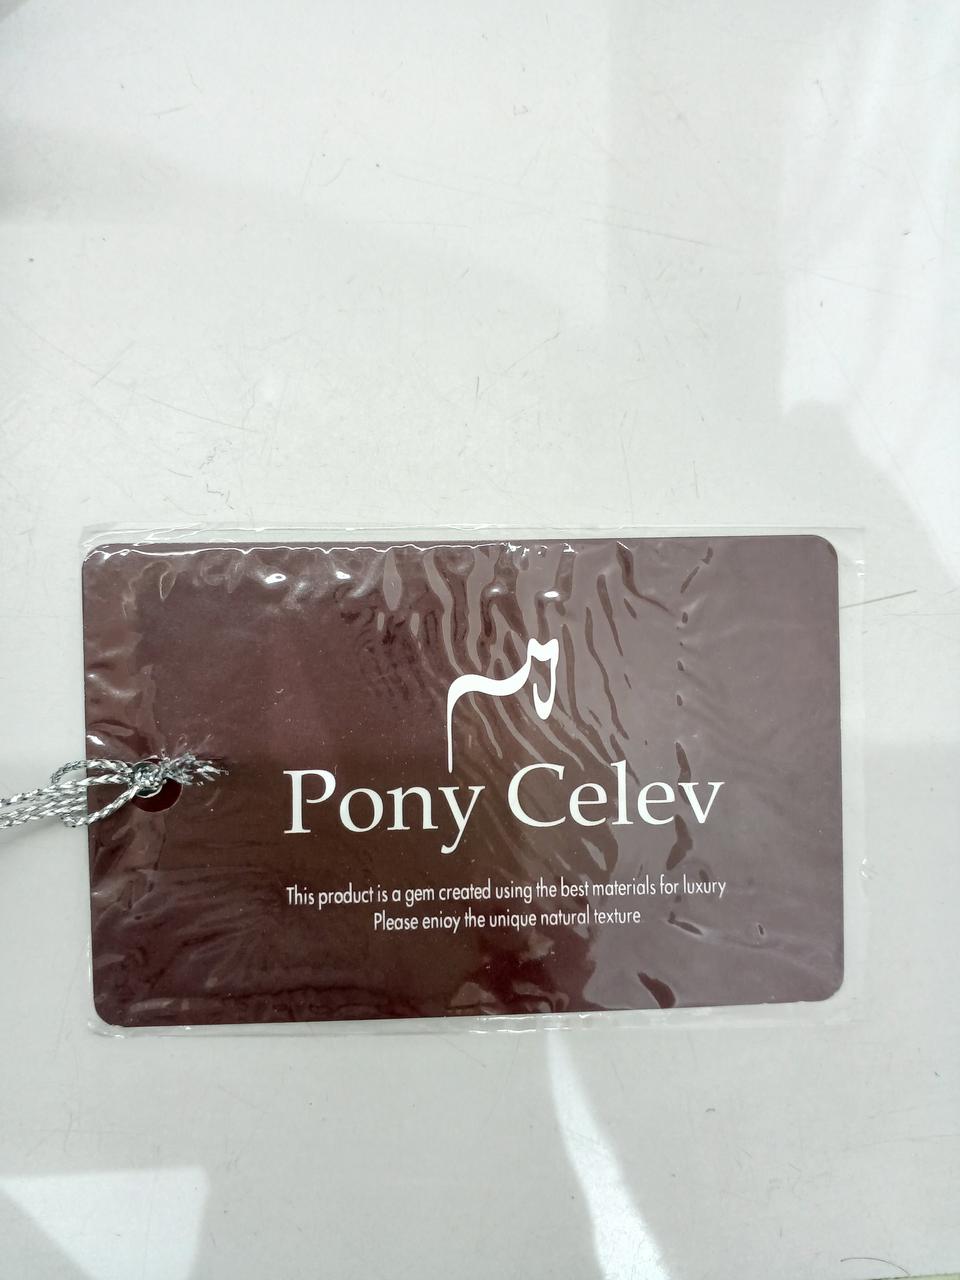 Pony Celev
This product is a gem created using the best materials for luxury
Please enioy the unique natural texture